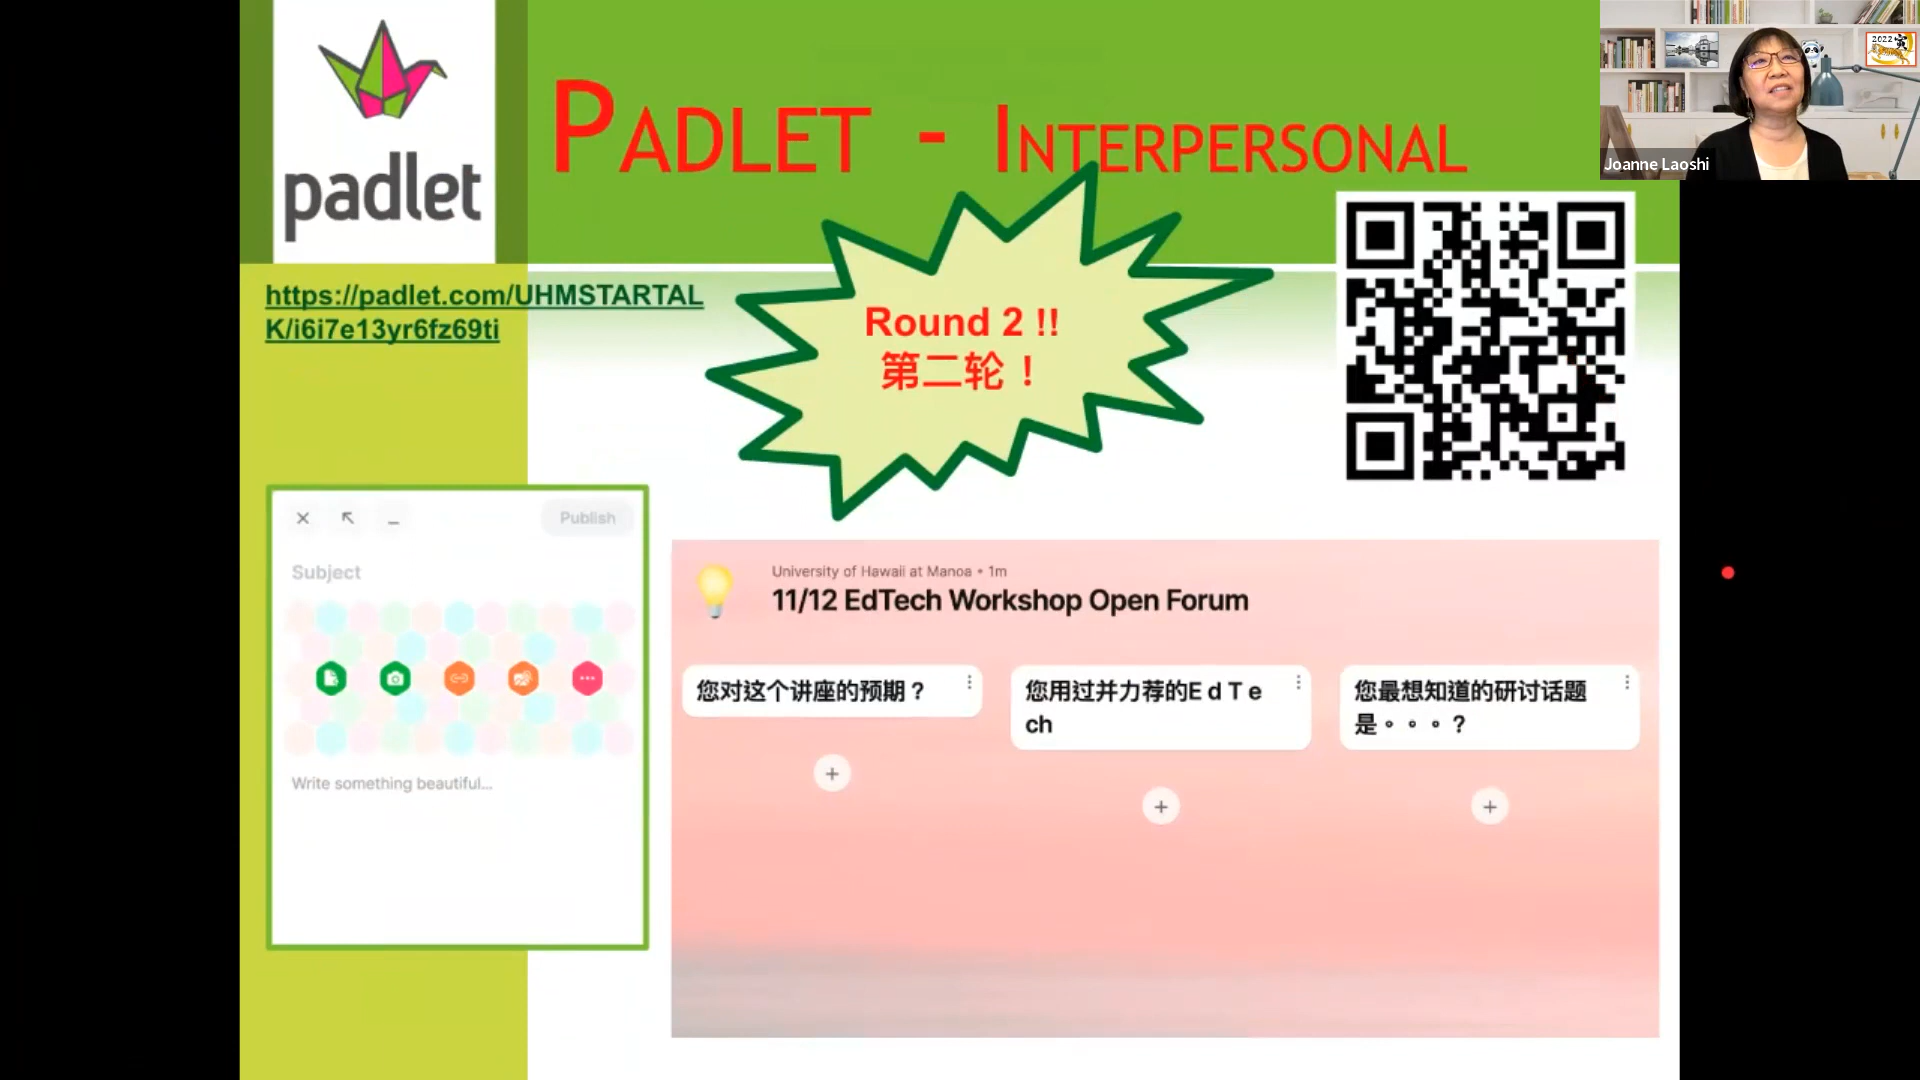 padlet
PADLET - INTERPERSONAL
2022
Joanne Laoshi
https://padlet.com/UHMSTARTAL
K/i6i7e13yr6fz69ti
Round 2 !!
第二轮！
Publish
Subject
Write something beautiful...
University of Hawaii at Manoa • 1m
11/12 EdTech Workshop Open Forum
您对这个讲座的预期？
您用过并力荐的E d T e
ch
您最想知道的研讨话题
是。。。？